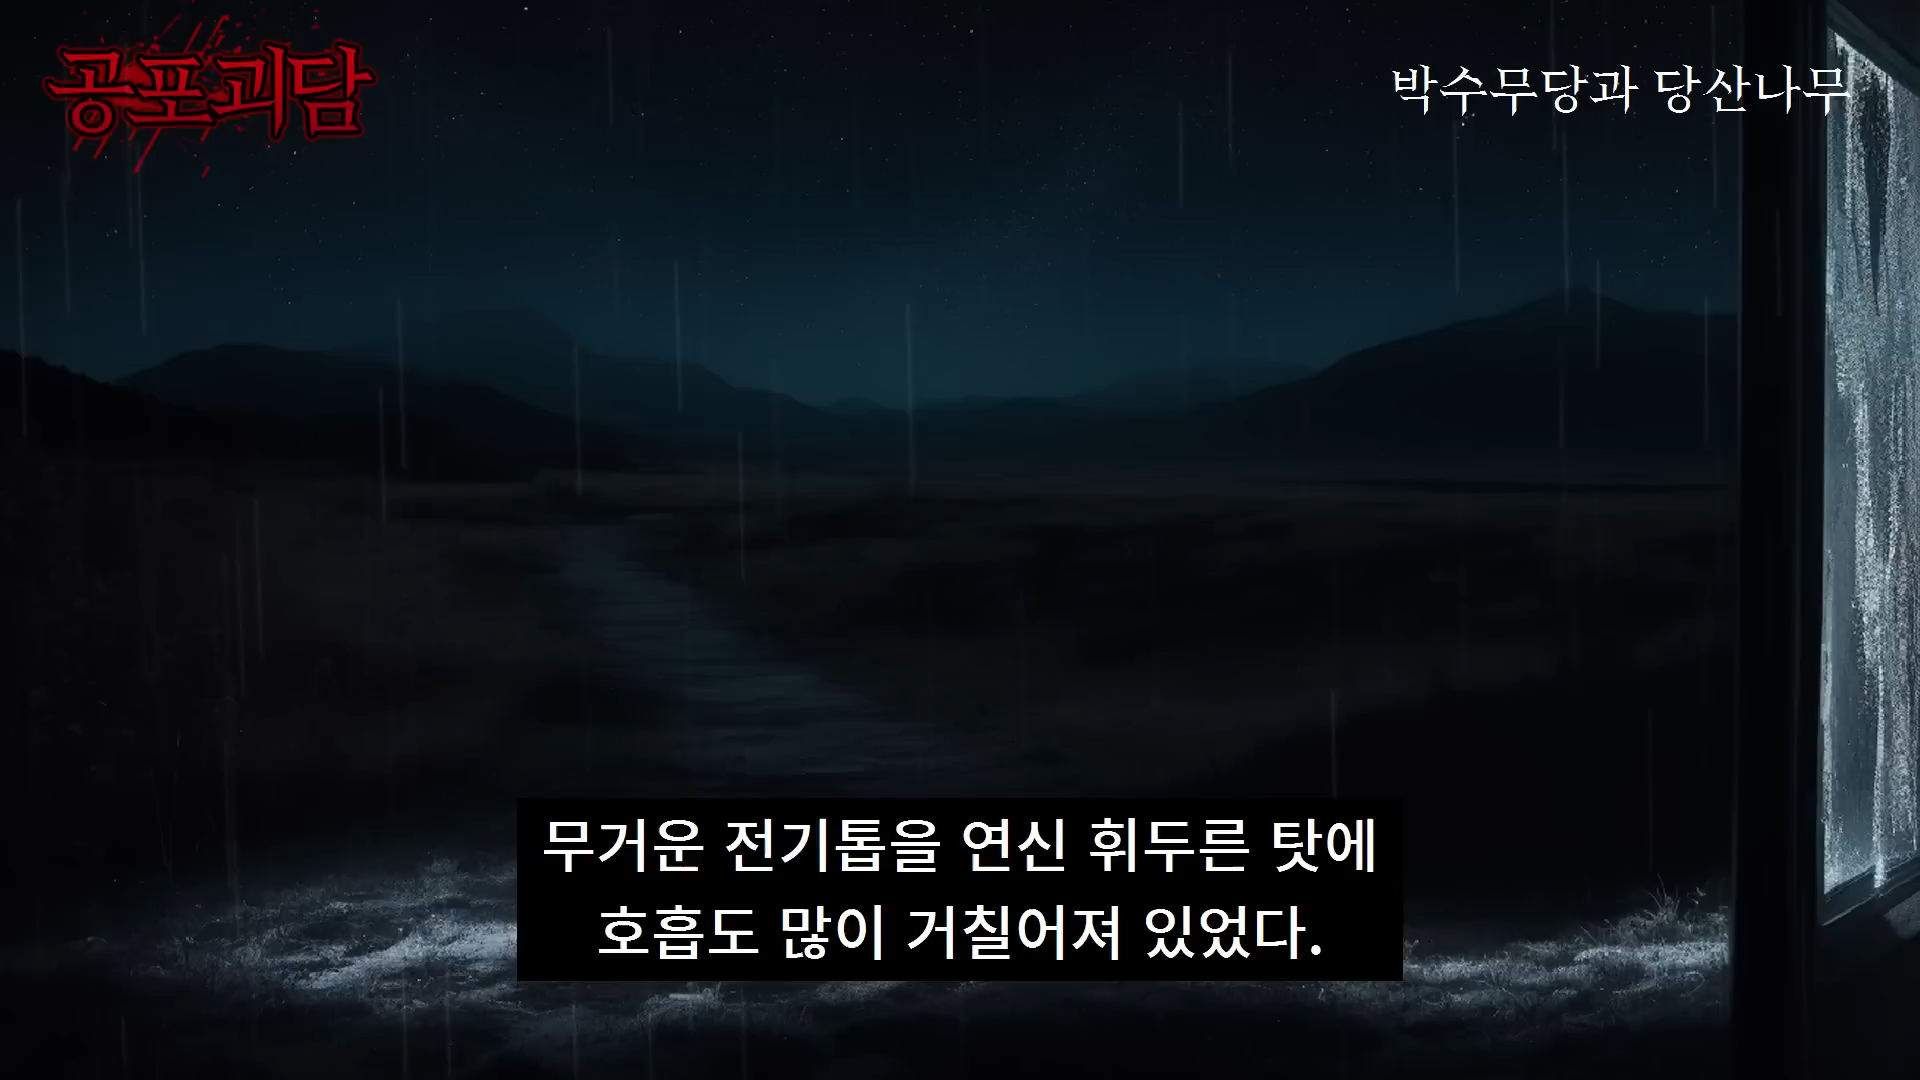 공포괴담
박수무당과 당산나무
무거운 전기톱을 연신 휘두른 탓에
호흡도 많이 거칠어져 있었다.